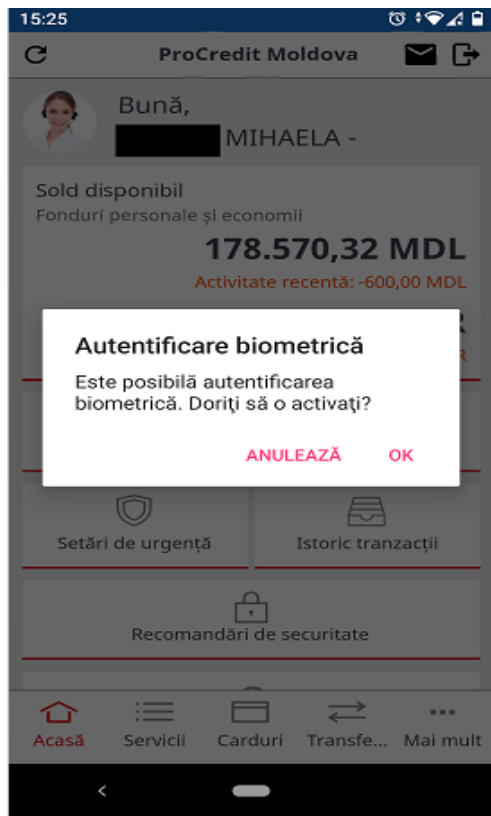 15:25
ProCredit Moldova
Bună,
MIHAELA -
Sold disponibil
Fonduri personale și economii
178.570,32 MDL
Activitate recentă: -600,00 MDL
R
R
Autentificare biometrică
Este posibilă autentificarea
biometrică. Doriţi să o activaţi?
ANULEAZĂ OK
Setări de urgență Istoric tranzacții
Recomandări de securitate
Acasă Servicii Carduri Transfe... Mai mult